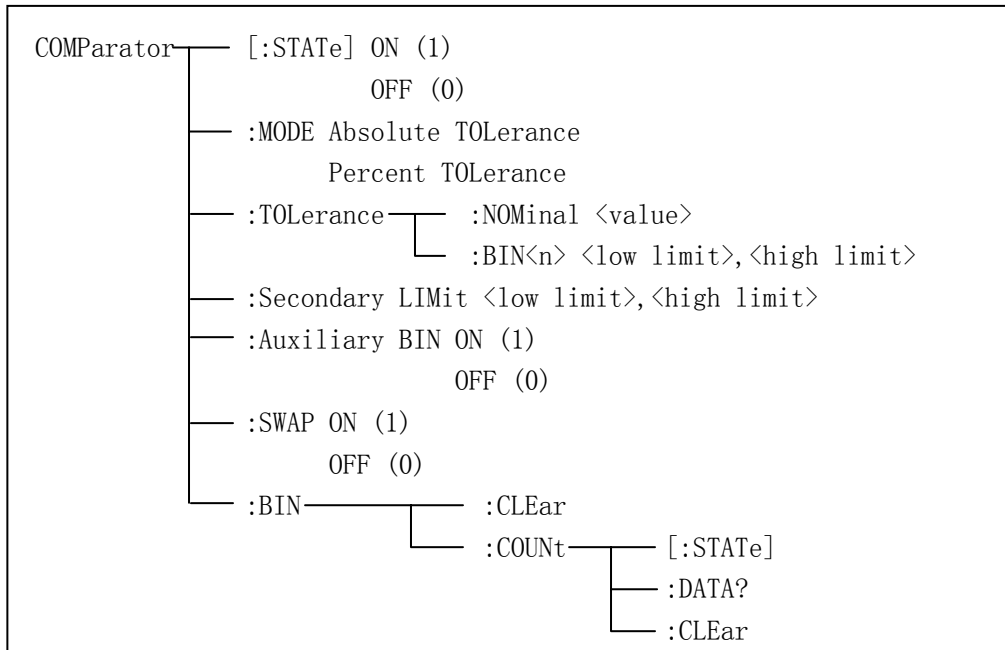 COMParator [:STATe] ON (1)
OFF (0)
:MODE Absolute TOLerance
Percent TOLerance
:TOLerance :NOMinal <value>
:BIN<n> <low limit>,<high limit>
:Secondary LIMit <low limit>,<high limit>
:Auxiliary BIN ON (1)
OFF (0)
:SWAP ON (1)
OFF (0)
:BIN :CLEar
:COUNt [:STATe]
:DATA?
:CLEar